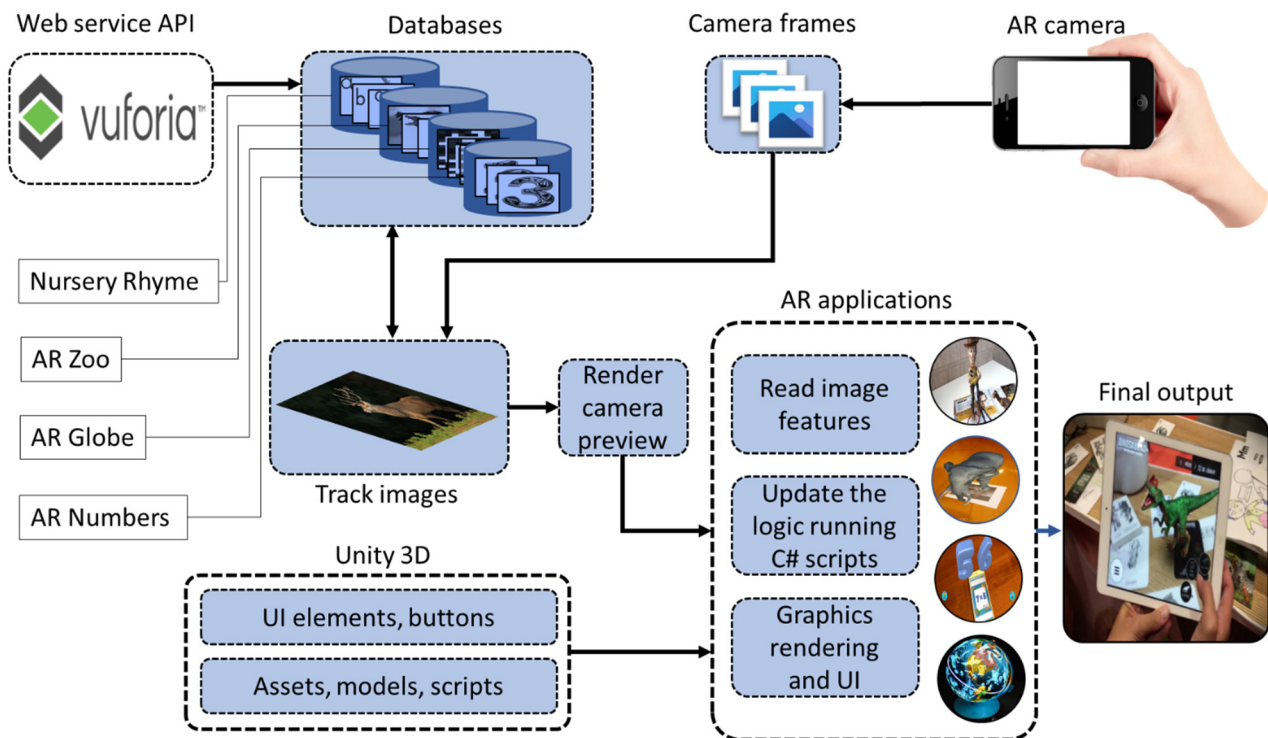 Web service API
Databases
Camera frames
AR camera
vuforia™
Nursery Rhyme
AR Zoo
AR Globe
AR Numbers
Track images
Render
camera
preview
AR applications
Read image
features
Update the
logic running
C# scripts
Graphics
rendering
and UI
Final output
Unity 3D
UI elements, buttons
Assets, models, scripts
3